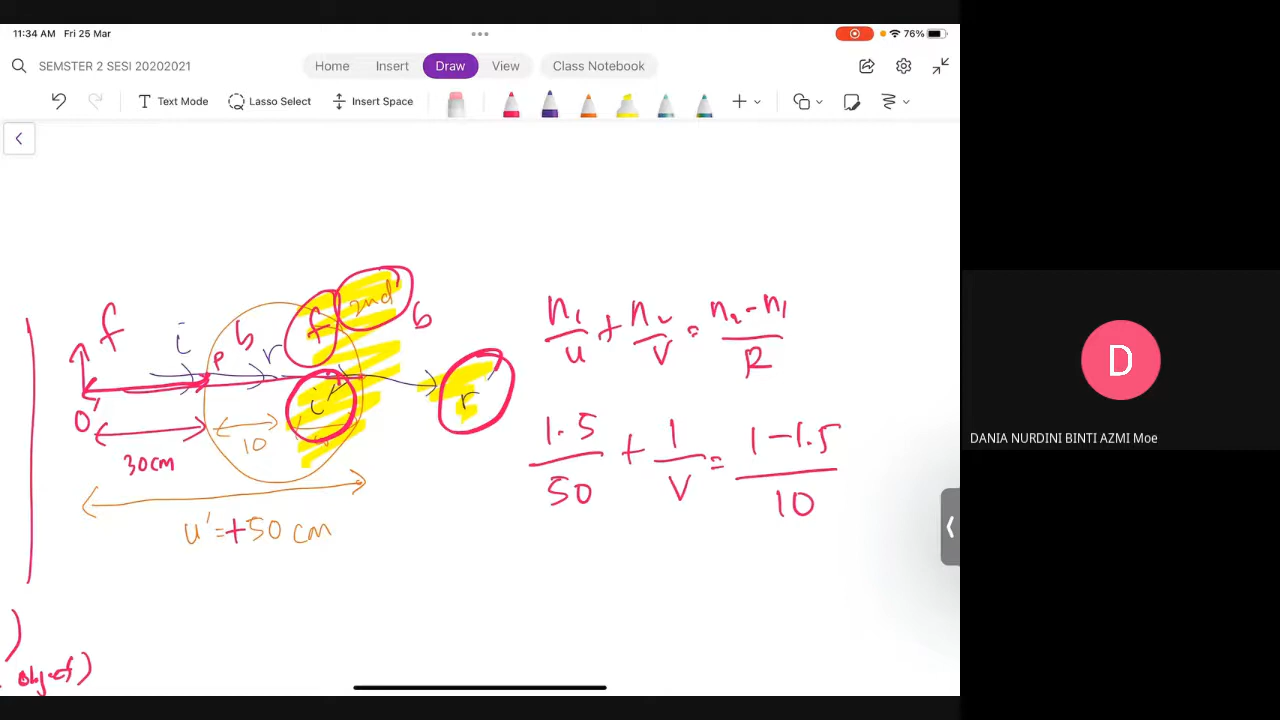 11:34 AM Fri 25 Mar
76%
SEMSTER 2 SESI 20202021
Home Insert Draw View Class Notebook
Text Mode Lasso Select Insert Space
f
i
P
b
r
f
2nd
b
i'
r'
O'
30cm
10
u' = +50 cm
n₁/u + n₂/v = n₂-n₁/R
1.5/50 + 1/v = 1-1.5/10
)
object)
D
DANIA NURDINI BINTI AZMI Moe